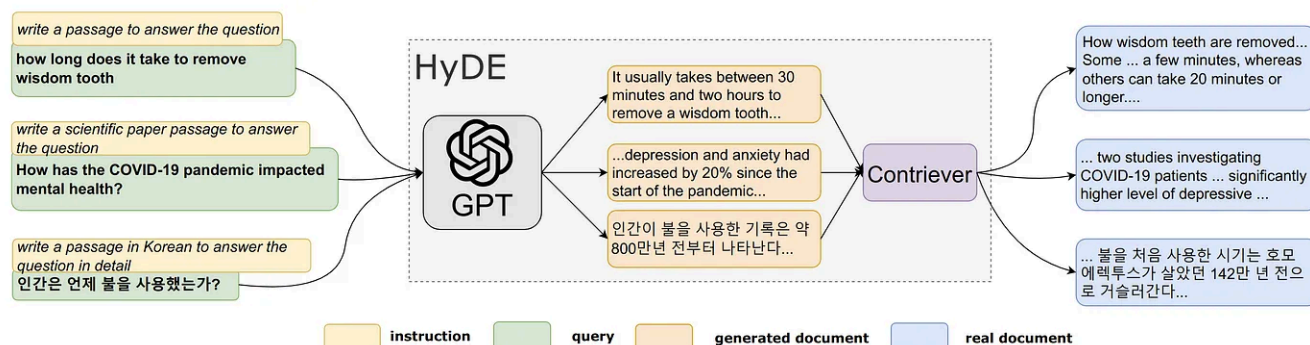 write a passage to answer the question
how long does it take to remove
wisdom tooth
write a scientific paper passage to answer
the question
How has the COVID-19 pandemic impacted
mental health?
write a passage in Korean to answer the
question in detail
인간은 언제 불을 사용했는가?
HyDE
GPT
It usually takes between 30
minutes and two hours to
remove a wisdom tooth...
...depression and anxiety had
increased by 20% since the
start of the pandemic...
인간이 불을 사용한 기록은 약
800만년 전부터 나타난다...
Contriever
How wisdom teeth are removed...
Some ... a few minutes, whereas
others can take 20 minutes or
longer....
... two studies investigating
COVID-19 patients ... significantly
higher level of depressive ...
... 불을 처음 사용한 시기는 호모
에렉투스가 살았던 142만 년 전으
로 거슬러간다...
instruction
query
generated document
real document